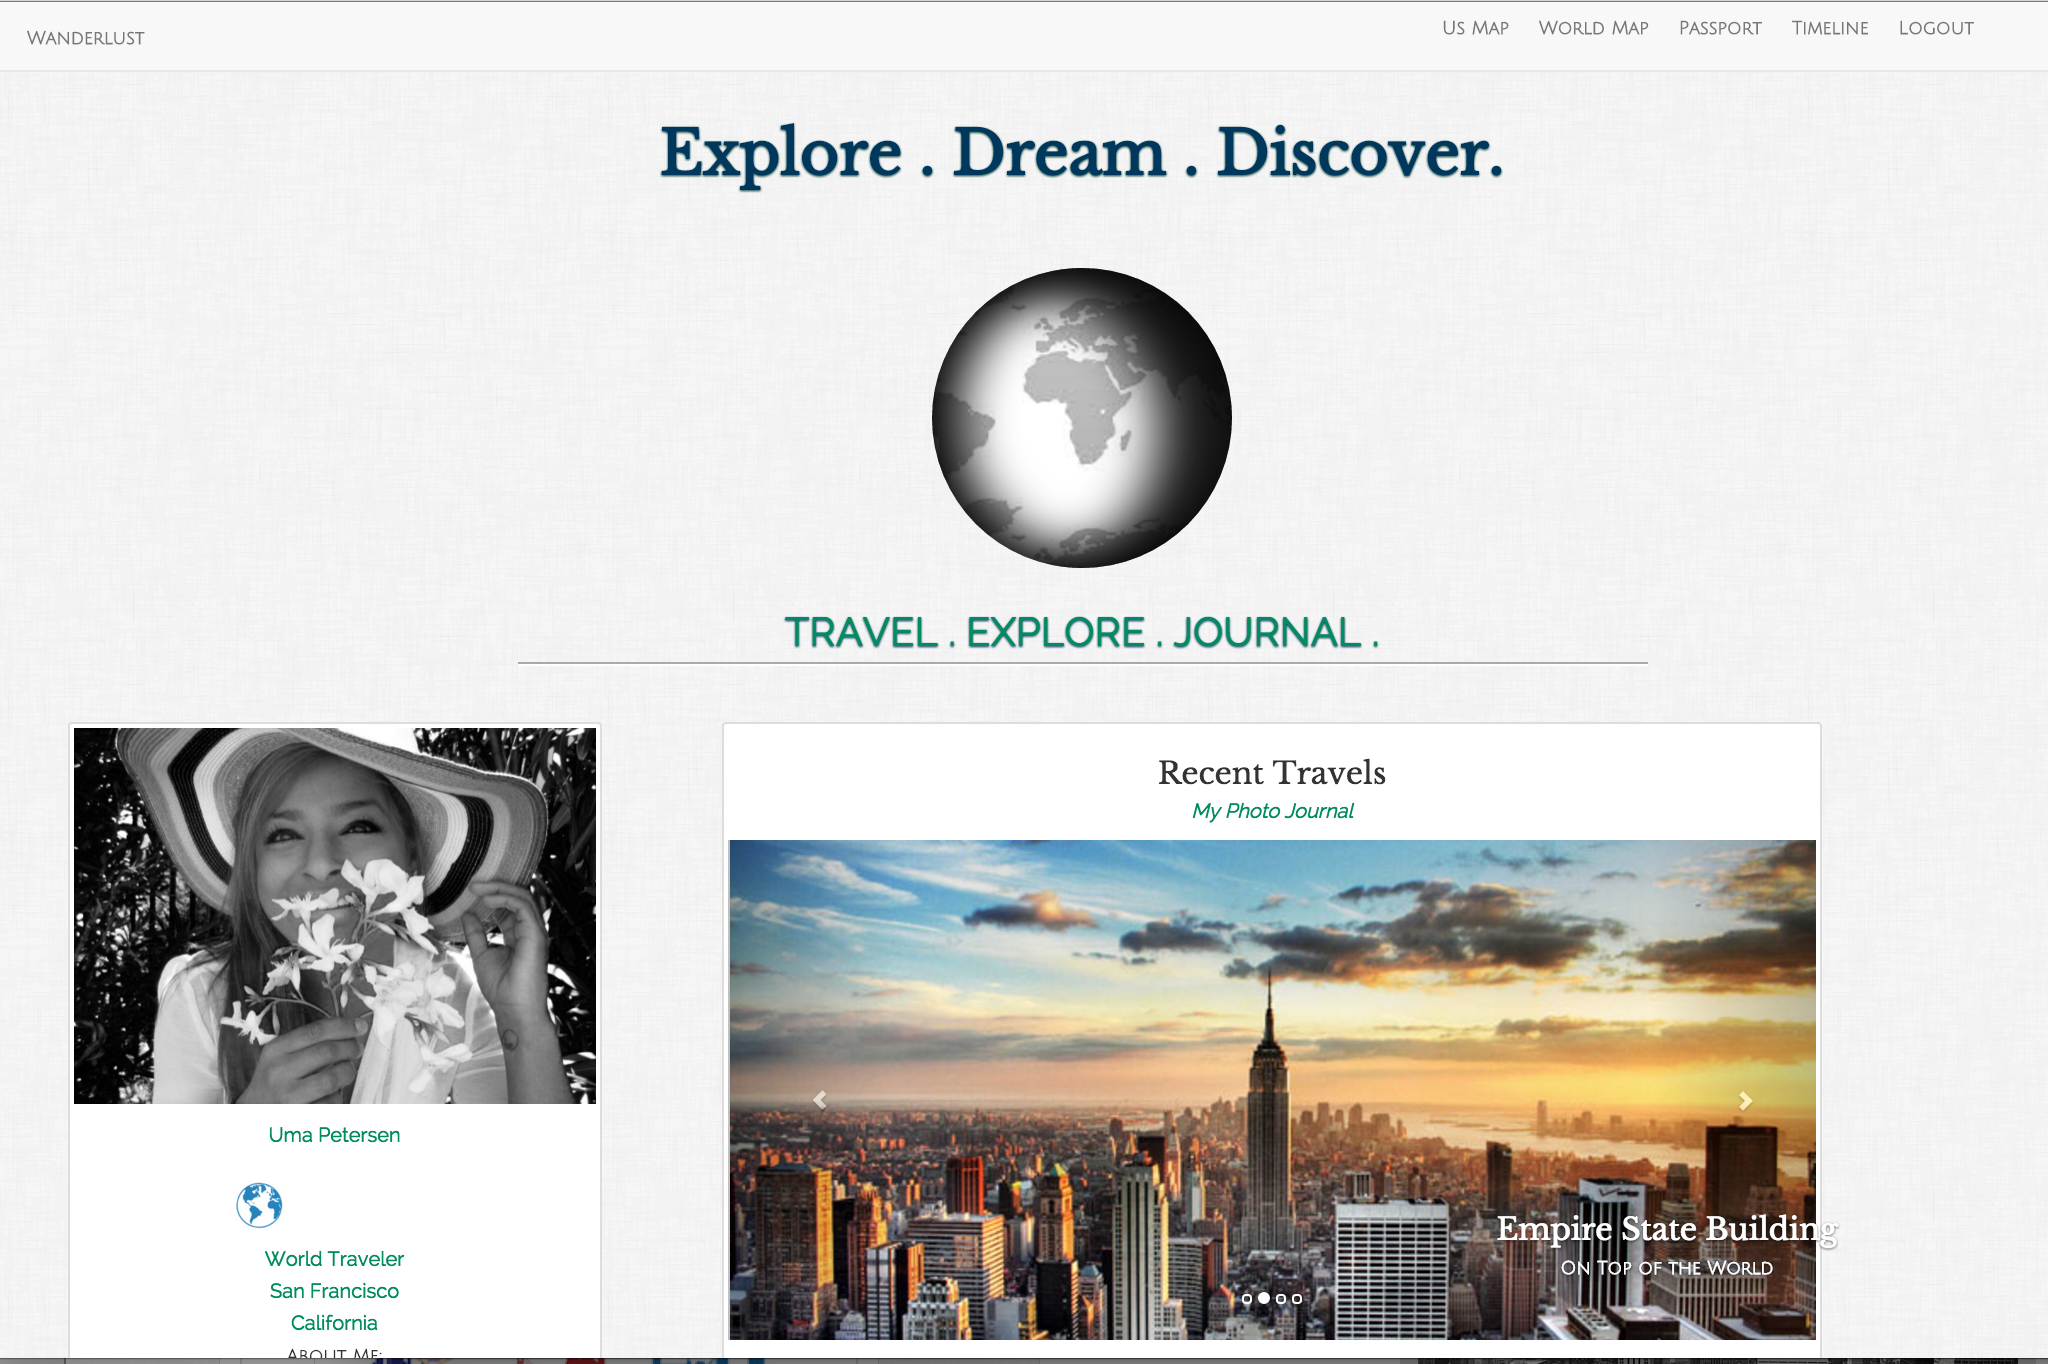 Wanderlust
Us Map World Map Passport Timeline Logout
Explore . Dream . Discover.
TRAVEL . EXPLORE . JOURNAL .
Uma Petersen
World Traveler
San Francisco
California
About Me:
Recent Travels
My Photo Journal
verizon
Empire State Building
On Top of the World